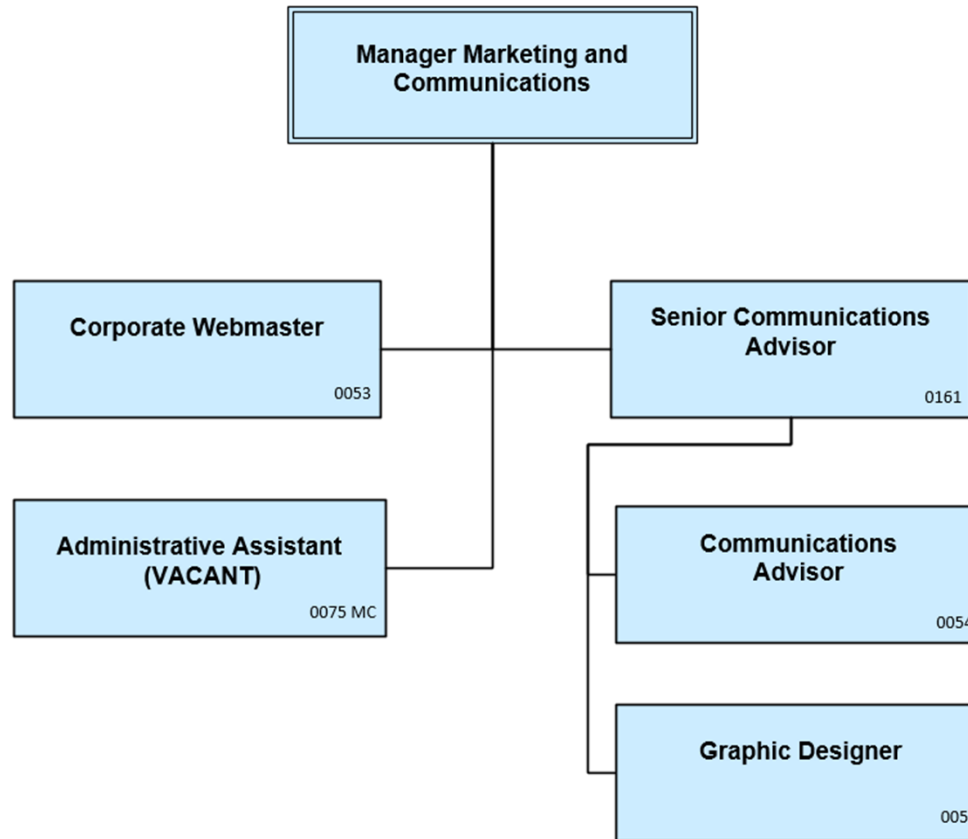 Manager Marketing and
Communications
Corporate Webmaster
0053
Senior Communications
Advisor
0161
Administrative Assistant
(VACANT)
0075 MC
Communications
Advisor
0054
Graphic Designer